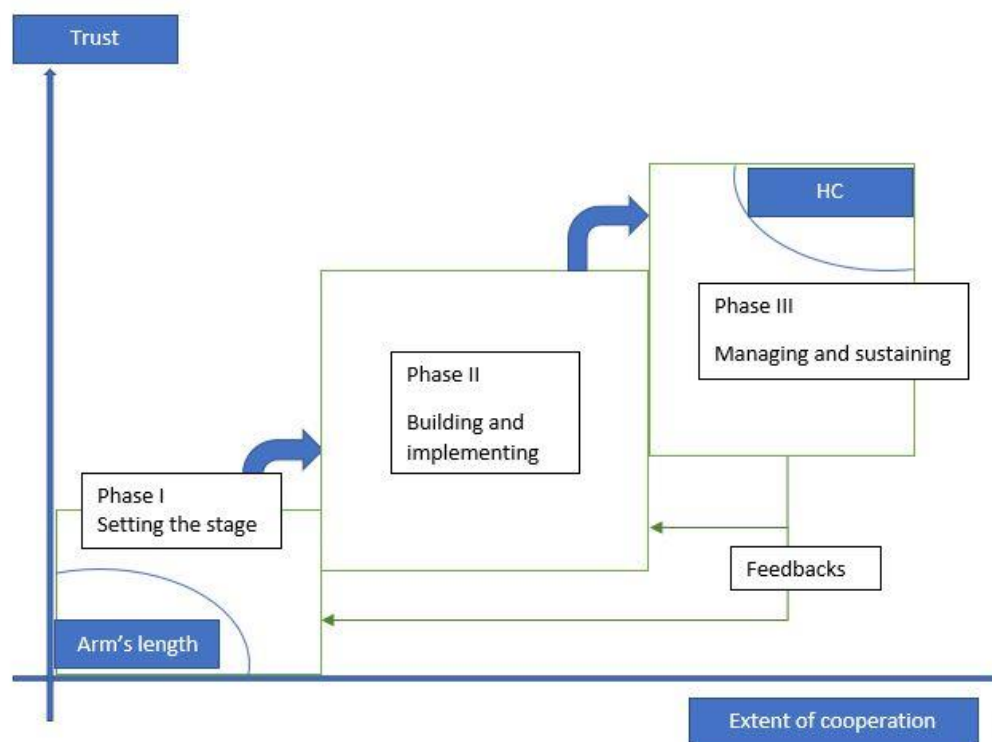 Trust
HC
Phase III
Managing and sustaining
Phase II
Building and
implementing
Phase I
Setting the stage
Feedbacks
Arm's length
Extent of cooperation